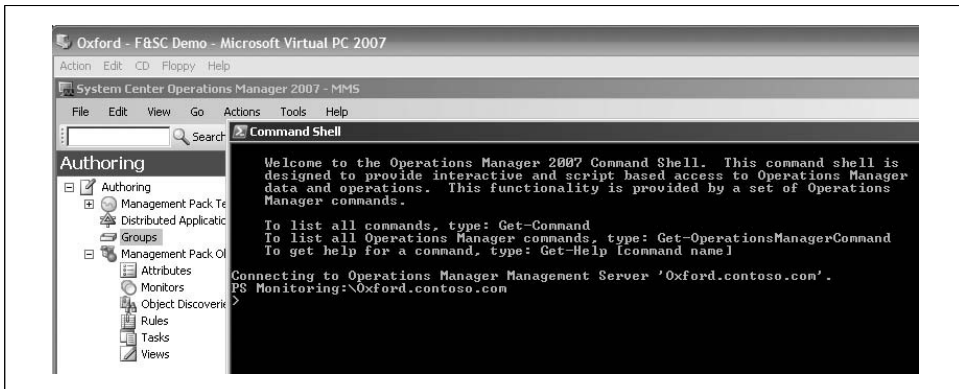 Oxford - F&SC Demo - Microsoft Virtual PC 2007
Action Edit CD Floppy Help
System Center Operations Manager 2007 - MMS
File Edit View Go Actions Tools Help
Search
Command Shell
Authoring
Authoring
Management Pack Te
Distributed Applicatic
Groups
Management Pack Ol
Attributes
Monitors
Object Discoverie
Rules
Tasks
Views
Welcome to the Operations Manager 2007 Command Shell. This command shell is
designed to provide interactive and script based access to Operations Manager
data and operations. This functionality is provided by a set of Operations
Manager commands.
To list all commands, type: Get-Command
To list all Operations Manager commands, type: Get-OperationsManagerCommand
To get help for a command, type: Get-Help [command name]
Connecting to Operations Manager Management Server 'Oxford.contoso.com'.
PS Monitoring:\Oxford.contoso.com
>